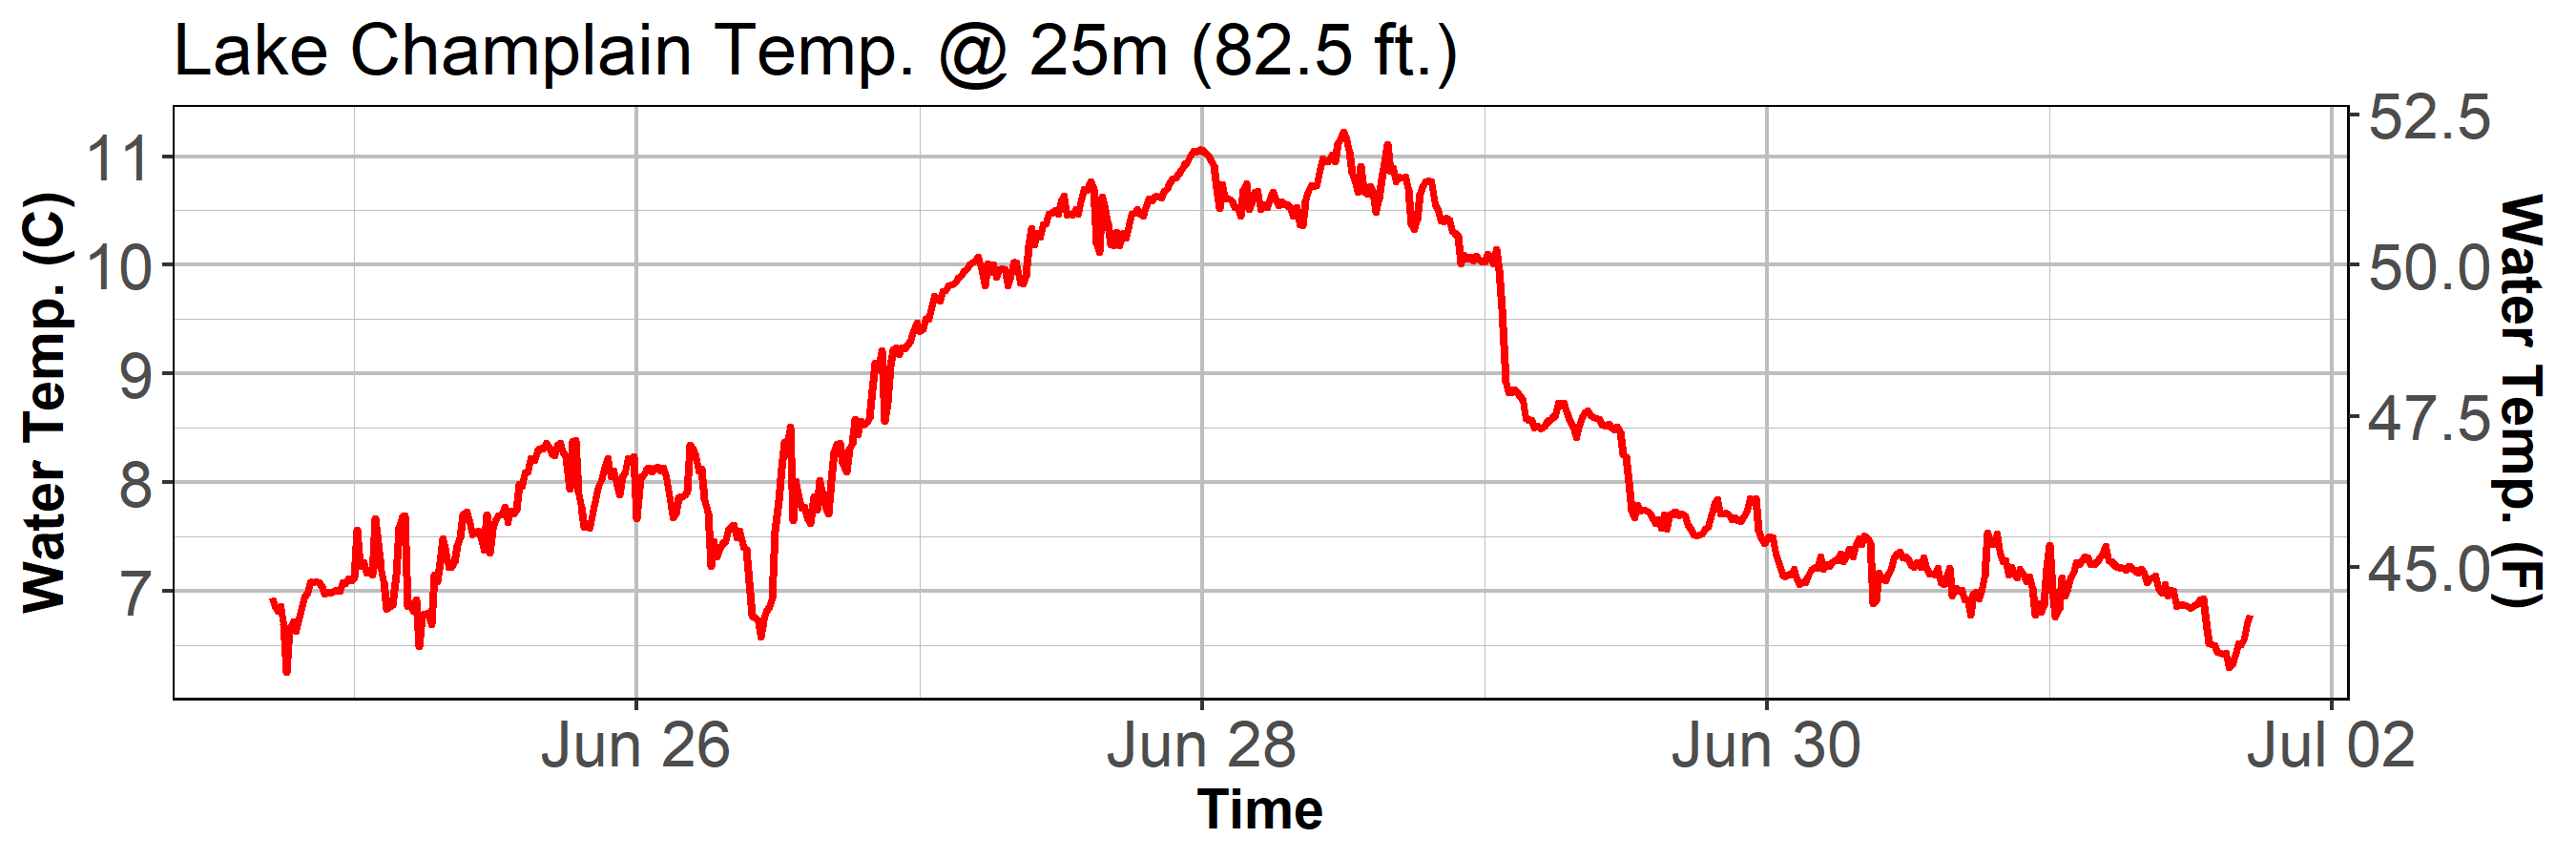 Lake Champlain Temp. @ 25m (82.5 ft.)
Water Temp. (C)
11
10
9
8
7
52.5
50.0
47.5
45.0
Water Temp. (F)
Jun 26
Jun 28
Jun 30
Jul 02
Time